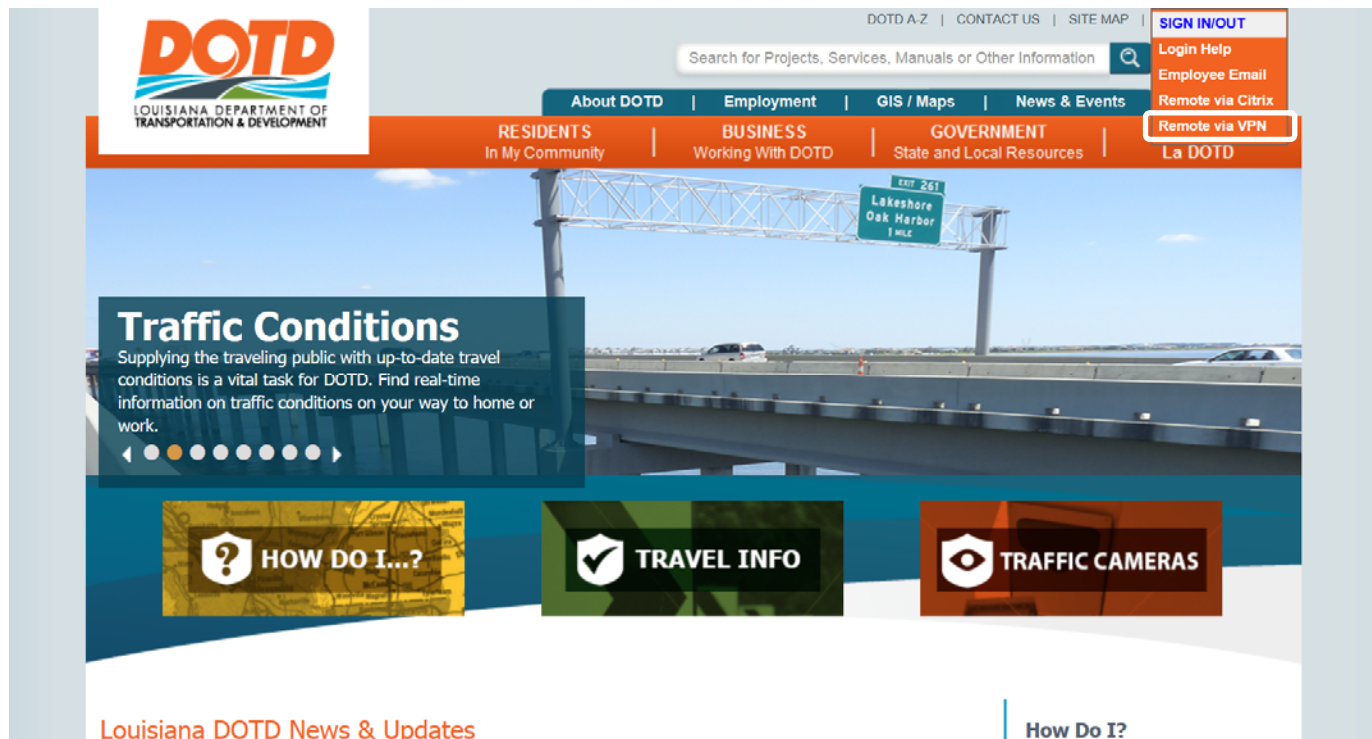 DOTD A-Z | CONTACT US | SITE MAP |
SIGN IN/OUT
Login Help
Employee Email
Remote via Citrix
Remote via VPN
DOTD
LOUISIANA DEPARTMENT OF
TRANSPORTATION & DEVELOPMENT
Search for Projects, Services, Manuals or Other Information
About DOTD | Employment | GIS / Maps | News & Events
RESIDENTS
In My Community
BUSINESS
Working With DOTD
GOVERNMENT
State and Local Resources
La DOTD
EXIT 261
Lakeshore
Oak Harbor
1 MILE
Traffic Conditions
Supplying the traveling public with up-to-date travel
conditions is a vital task for DOTD. Find real-time
information on traffic conditions on your way to home or
work.
HOW DO I...?
TRAVEL INFO
TRAFFIC CAMERAS
Louisiana DOTD News & Updates
How Do I?